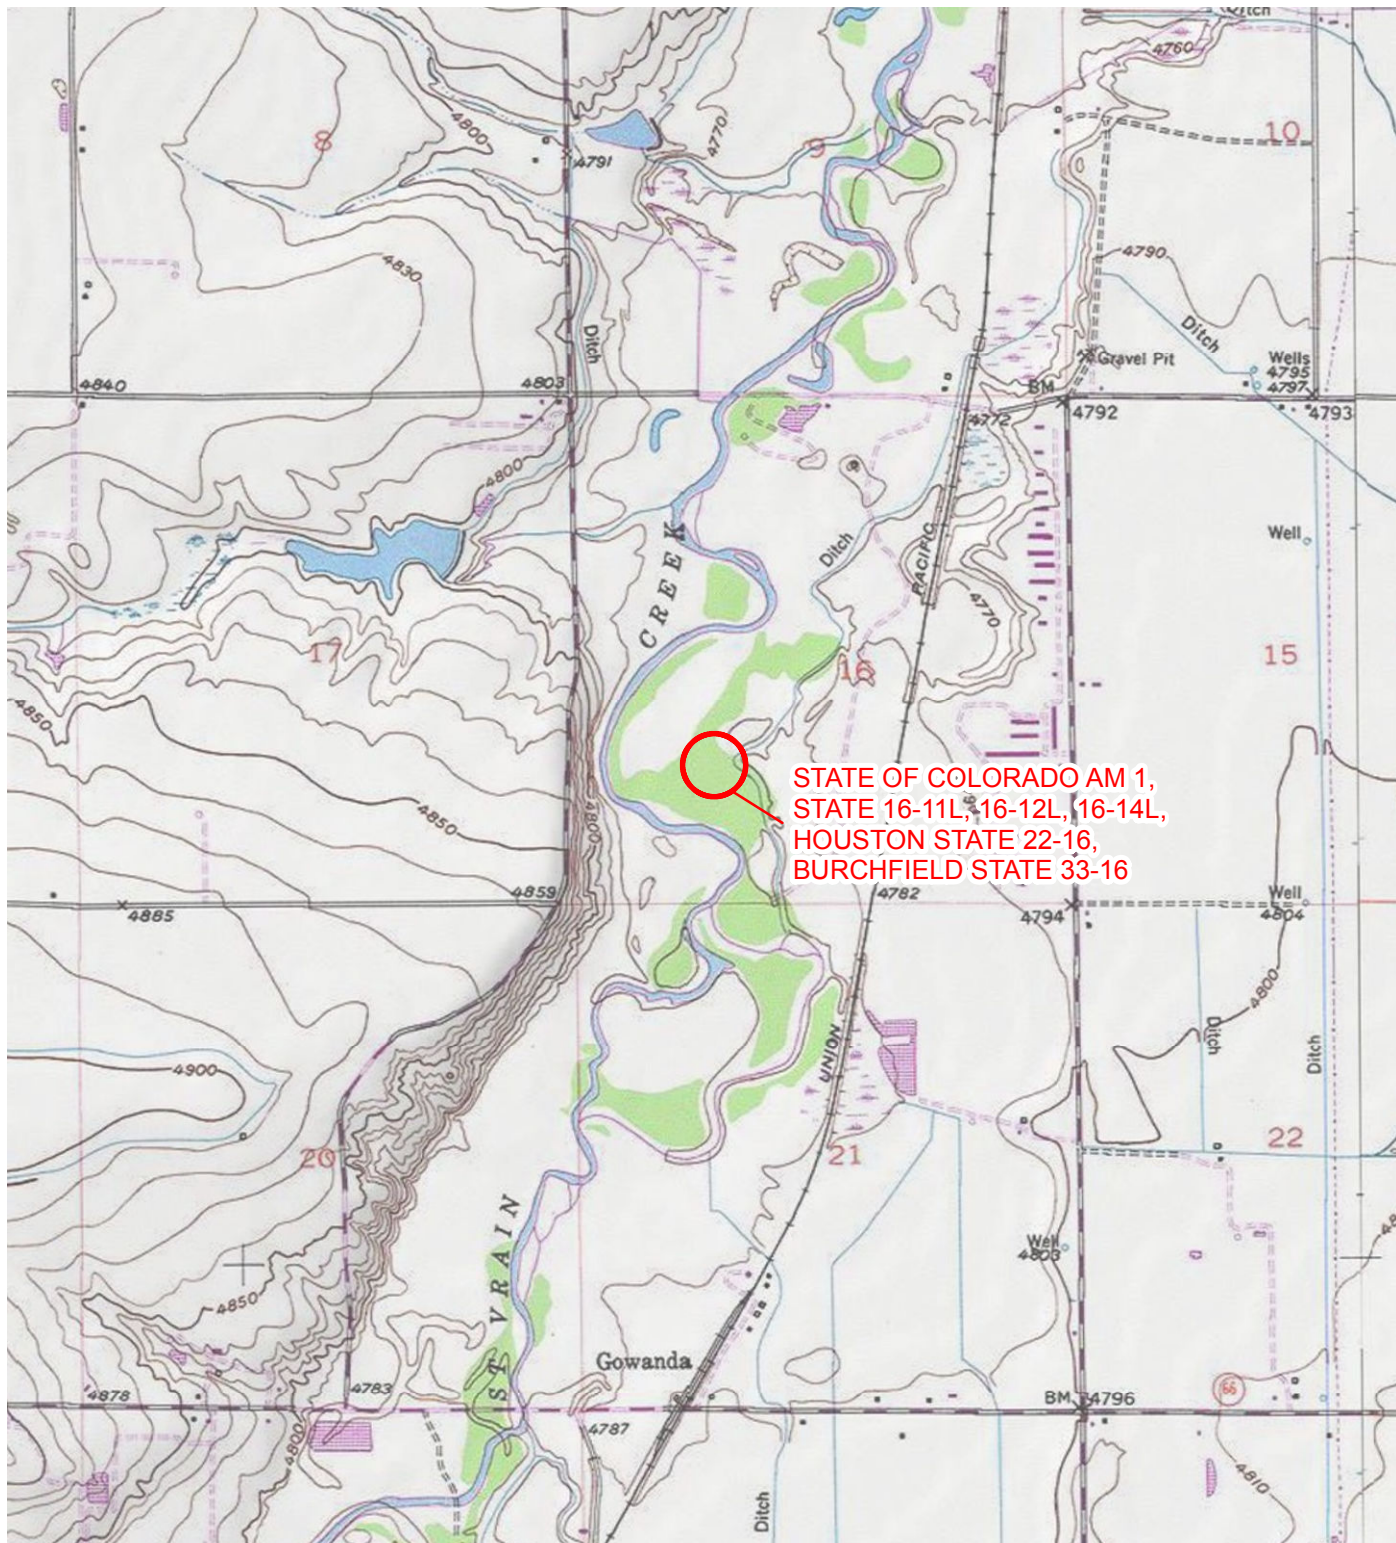 Ditch
4760
8
4800
4770
9
10
4791
4830
4790
Ditch
Ditch
Gravel Pit
Wells
4795
4797
4840
4803
BM
4792
4793
4772
4800
CREEK
Ditch
PACIFIC
Well
4770
17
16
15
4850
STATE OF COLORADO AM 1,
STATE 16-11L, 16-12L, 16-14L,
HOUSTON STATE 22-16,
BURCHFIELD STATE 33-16
4850
4800
4859
4782
Well
4885
4794
4804
4800
UNION
Ditch
Ditch
4900
20
21
22
ST VRAIN
Well
4803
4850
Gowanda
66
4878
4783
BM
4796
4787
4800
4810
Ditch